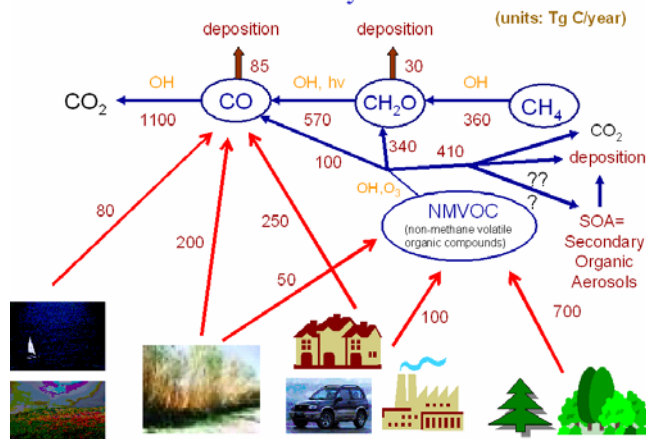 (units: Tg C/year)
deposition
deposition
85
30
OH
OH, hν
OH
CO₂
CO
CH₂O
CH₄
1100
570
360
CO₂
340
410
100
deposition
??
?
OH,O₃
80
250
NMVOC
(non-methane volatile
organic compounds)
SOA=
Secondary
Organic
Aerosols
200
50
100
700